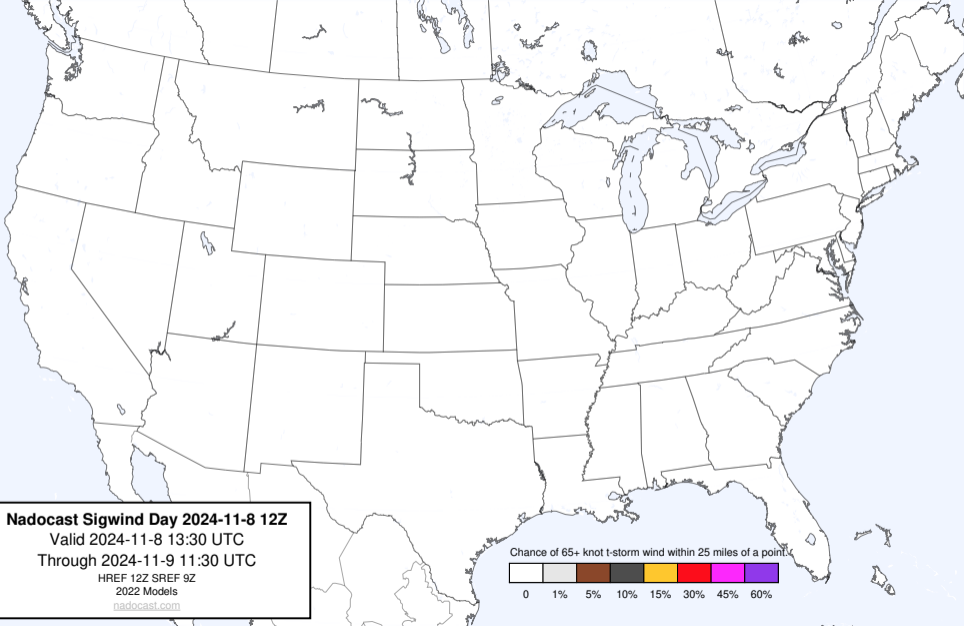 Nadocast Sigwind Day 2024-11-8 12Z
Valid 2024-11-8 13:30 UTC
Through 2024-11-9 11:30 UTC
HREF 12Z SREF 9Z
2022 Models
nadocast.com
Chance of 65+ knot t-storm wind within 25 miles of a point.
0 1% 5% 10% 15% 30% 45% 60%